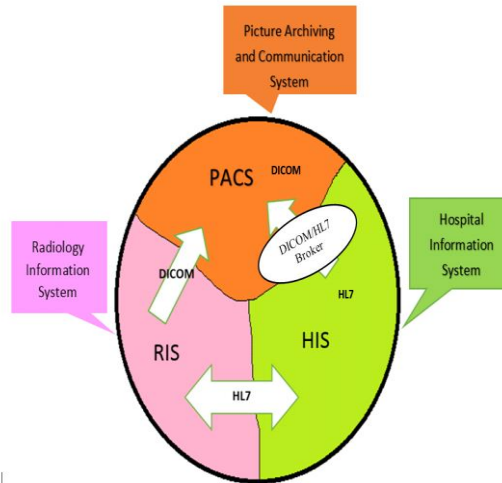 Picture Archiving
and Communication
System
PACS
DICOM
DICOM/HL7
Broker
Hospital
Information
System
Radiology
Information
System
DICOM
HL7
RIS
HIS
HL7